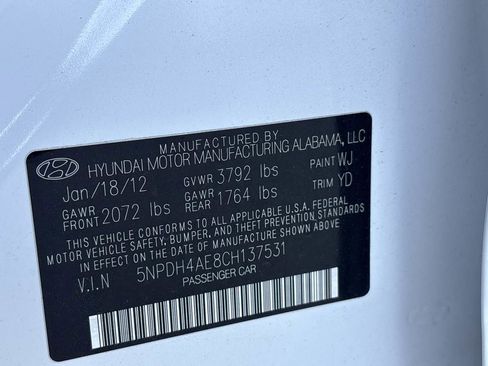 MANUFACTURED BY
HYUNDAI MOTOR MANUFACTURING ALABAMA, LLC
Jan/18/12 GVWR 3792 lbs PAINT WJ
GAWR FRONT 2072 lbs GAWR REAR 1764 lbs TRIM YD
THIS VEHICLE CONFORMS TO ALL APPLICABLE U.S.A. FEDERAL
MOTOR VEHICLE SAFETY, BUMPER, AND THEFT PREVENTION STANDARDS
IN EFFECT ON THE DATE OF MANUFACTURE SHOWN ABOVE.
V.I.N 5NPDH4AE8CH137531
PASSENGER CAR